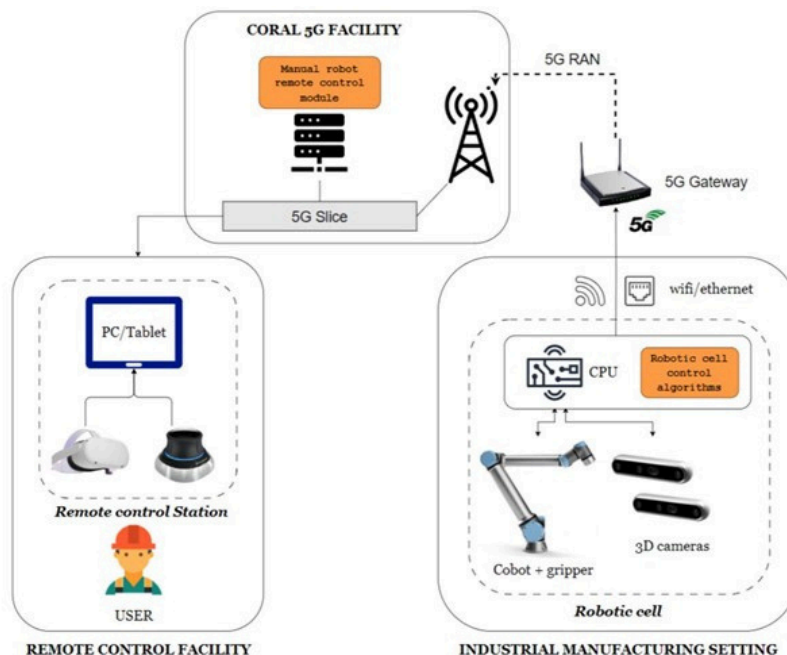 CORAL 5G FACILITY
Manual robot
remote control
module
5G RAN
5G Gateway
5G
5G Slice
wifi/ethernet
PC/Tablet
CPU
Robotic cell
control
algorithms
Remote control Station
3D cameras
Cobot + gripper
USER
Robotic cell
REMOTE CONTROL FACILITY
INDUSTRIAL MANUFACTURING SETTING